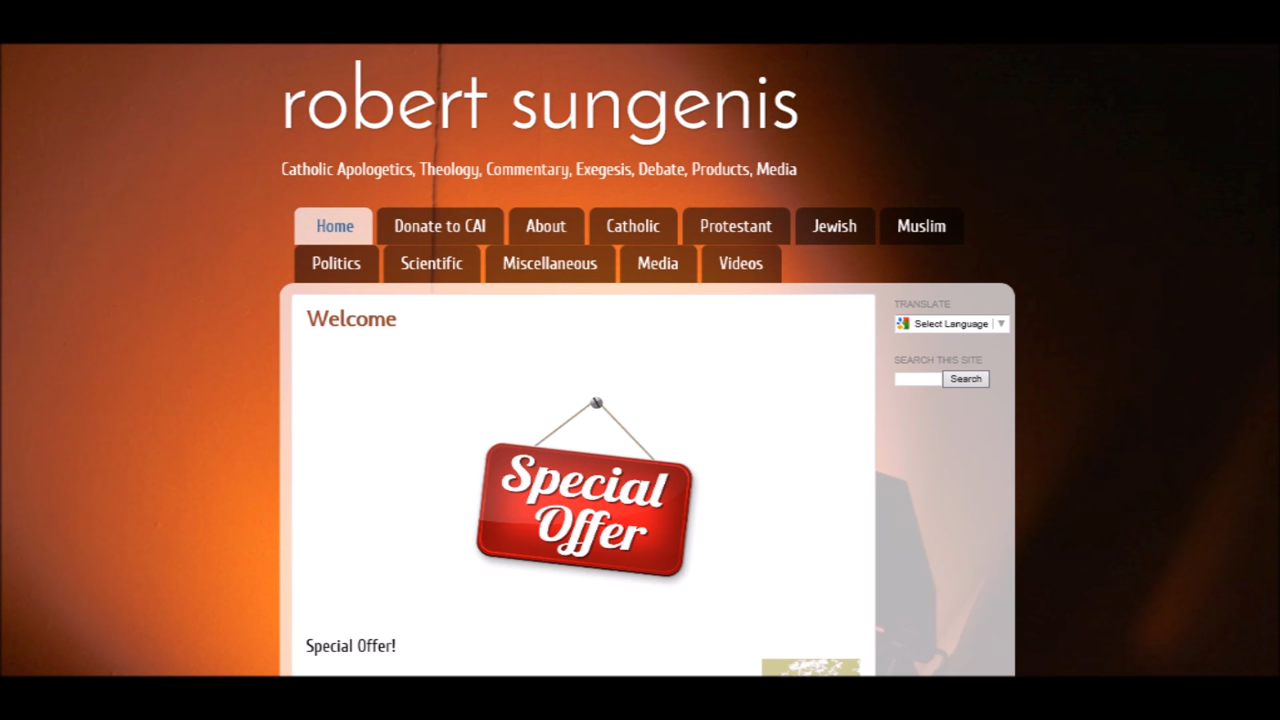 robert sungenis
Catholic Apologetics, Theology, Commentary, Exegesis, Debate, Products, Media
Home Donate to CAI About Catholic Protestant Jewish Muslim
Politics Scientific Miscellaneous Media Videos
Welcome
TRANSLATE
Select Language ▼
SEARCH THIS SITE
Search
Special
Offer
Special Offer!